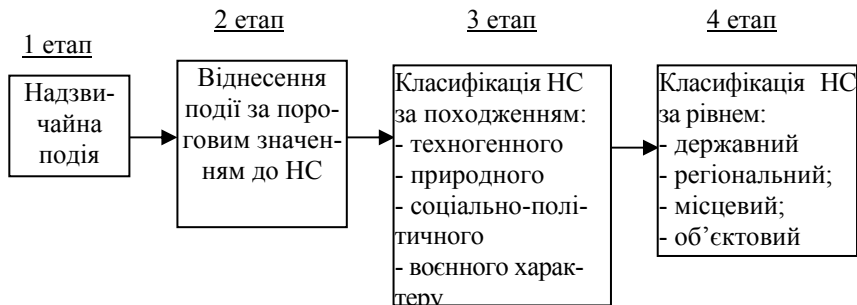 1 етап
2 етап
3 етап
4 етап
Надзви-
чайна
подія
Віднесення
події за поро-
говим значен-
ням до НС
Класифікація НС
за походженням:
- техногенного
- природного
- соціально-полі-
тичного
- воєнного харак-
теру
Класифікація НС
за рівнем:
- державний
- регіональний;
- місцевий;
- об’єктовий